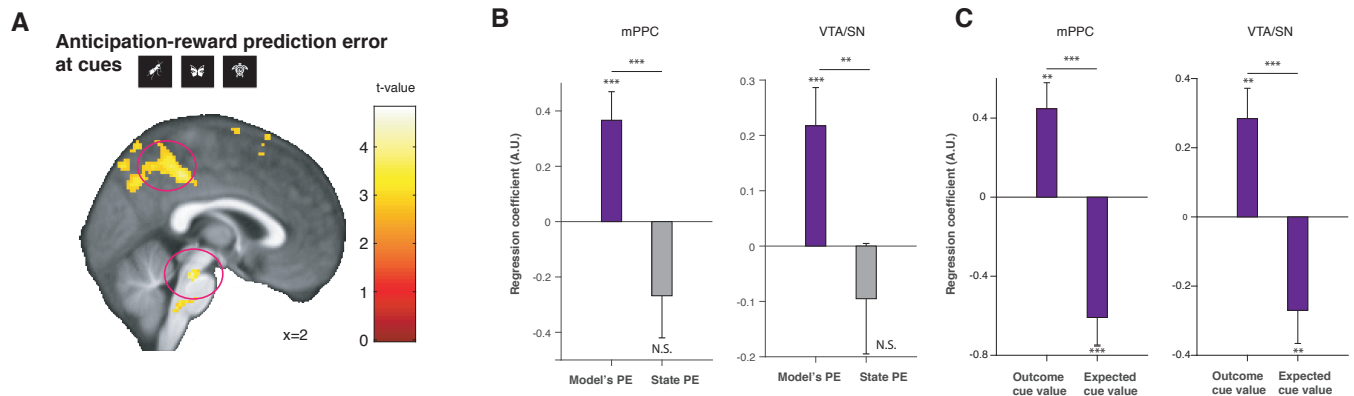 A
Anticipation-reward prediction error
at cues
t-value
4
3
2
1
0
x=2
B
mPPC
***
***
Regression coefficient (A.U.)
0.4
0.2
0
-0.2
-0.4
N.S.
Model's PE State PE
VTA/SN
**
***
0.3
0.2
0.1
0
-0.1
-0.2
N.S.
Model's PE State PE
C
mPPC
***
**
Regression coefficient (A.U.)
0.4
0
-0.4
-0.8
***
Outcome Expected
cue value cue value
VTA/SN
***
**
0.4
0.2
0
-0.2
-0.4
**
Outcome Expected
cue value cue value